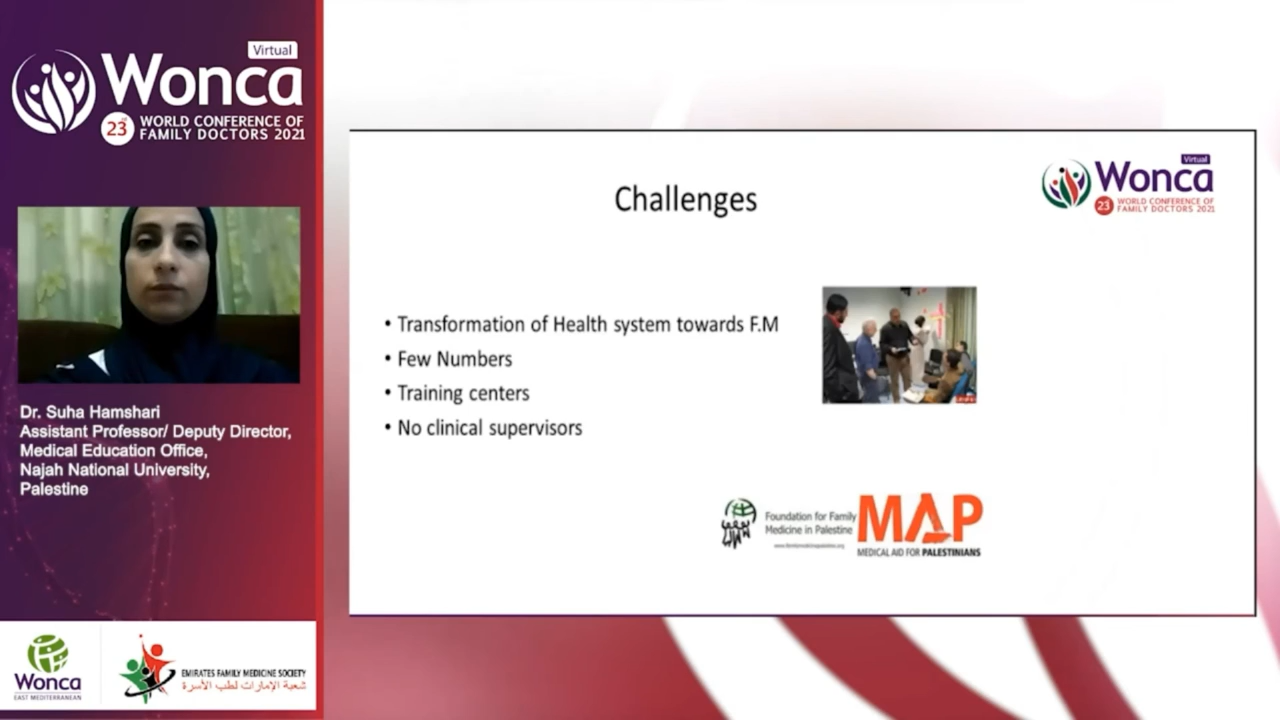 Virtual
Wonca
23rd WORLD CONFERENCE OF
FAMILY DOCTORS 2021
Dr. Suha Hamshari
Assistant Professor/ Deputy Director,
Medical Education Office,
Najah National University,
Palestine
Wonca
EAST MEDITERRANEAN
EMIRATES FAMILY MEDICINE SOCIETY
شعبة الإمارات لطب الأسرة
Virtual
Wonca
23 WORLD CONFERENCE OF
FAMILY DOCTORS 2021
Challenges
• Transformation of Health system towards F.M
• Few Numbers
• Training centers
• No clinical supervisors
Foundation for Family
Medicine in Palestine
MAP
MEDICAL AID FOR PALESTINIANS